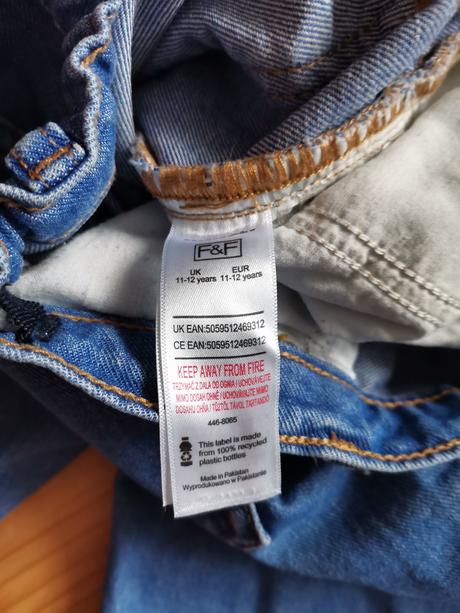 F&F
UK EUR
11-12 years 11-12 years
UK EAN:5059512469312
CE EAN:5059512469312
KEEP AWAY FROM FIRE
TRZYMAĆ Z DALA OD OGNIA / UCHOVÁVEJTE
MIMO DOSAH OHNĚ / UCHOVÁVAJTE MIMO
DOSAHU OHŇA / TŰZTŐL TÁVOL TARTANDÓ
446-8065
This label is made
from 100% recycled
plastic bottles
Made in Pakistan
Wyprodukowano w Pakistanie